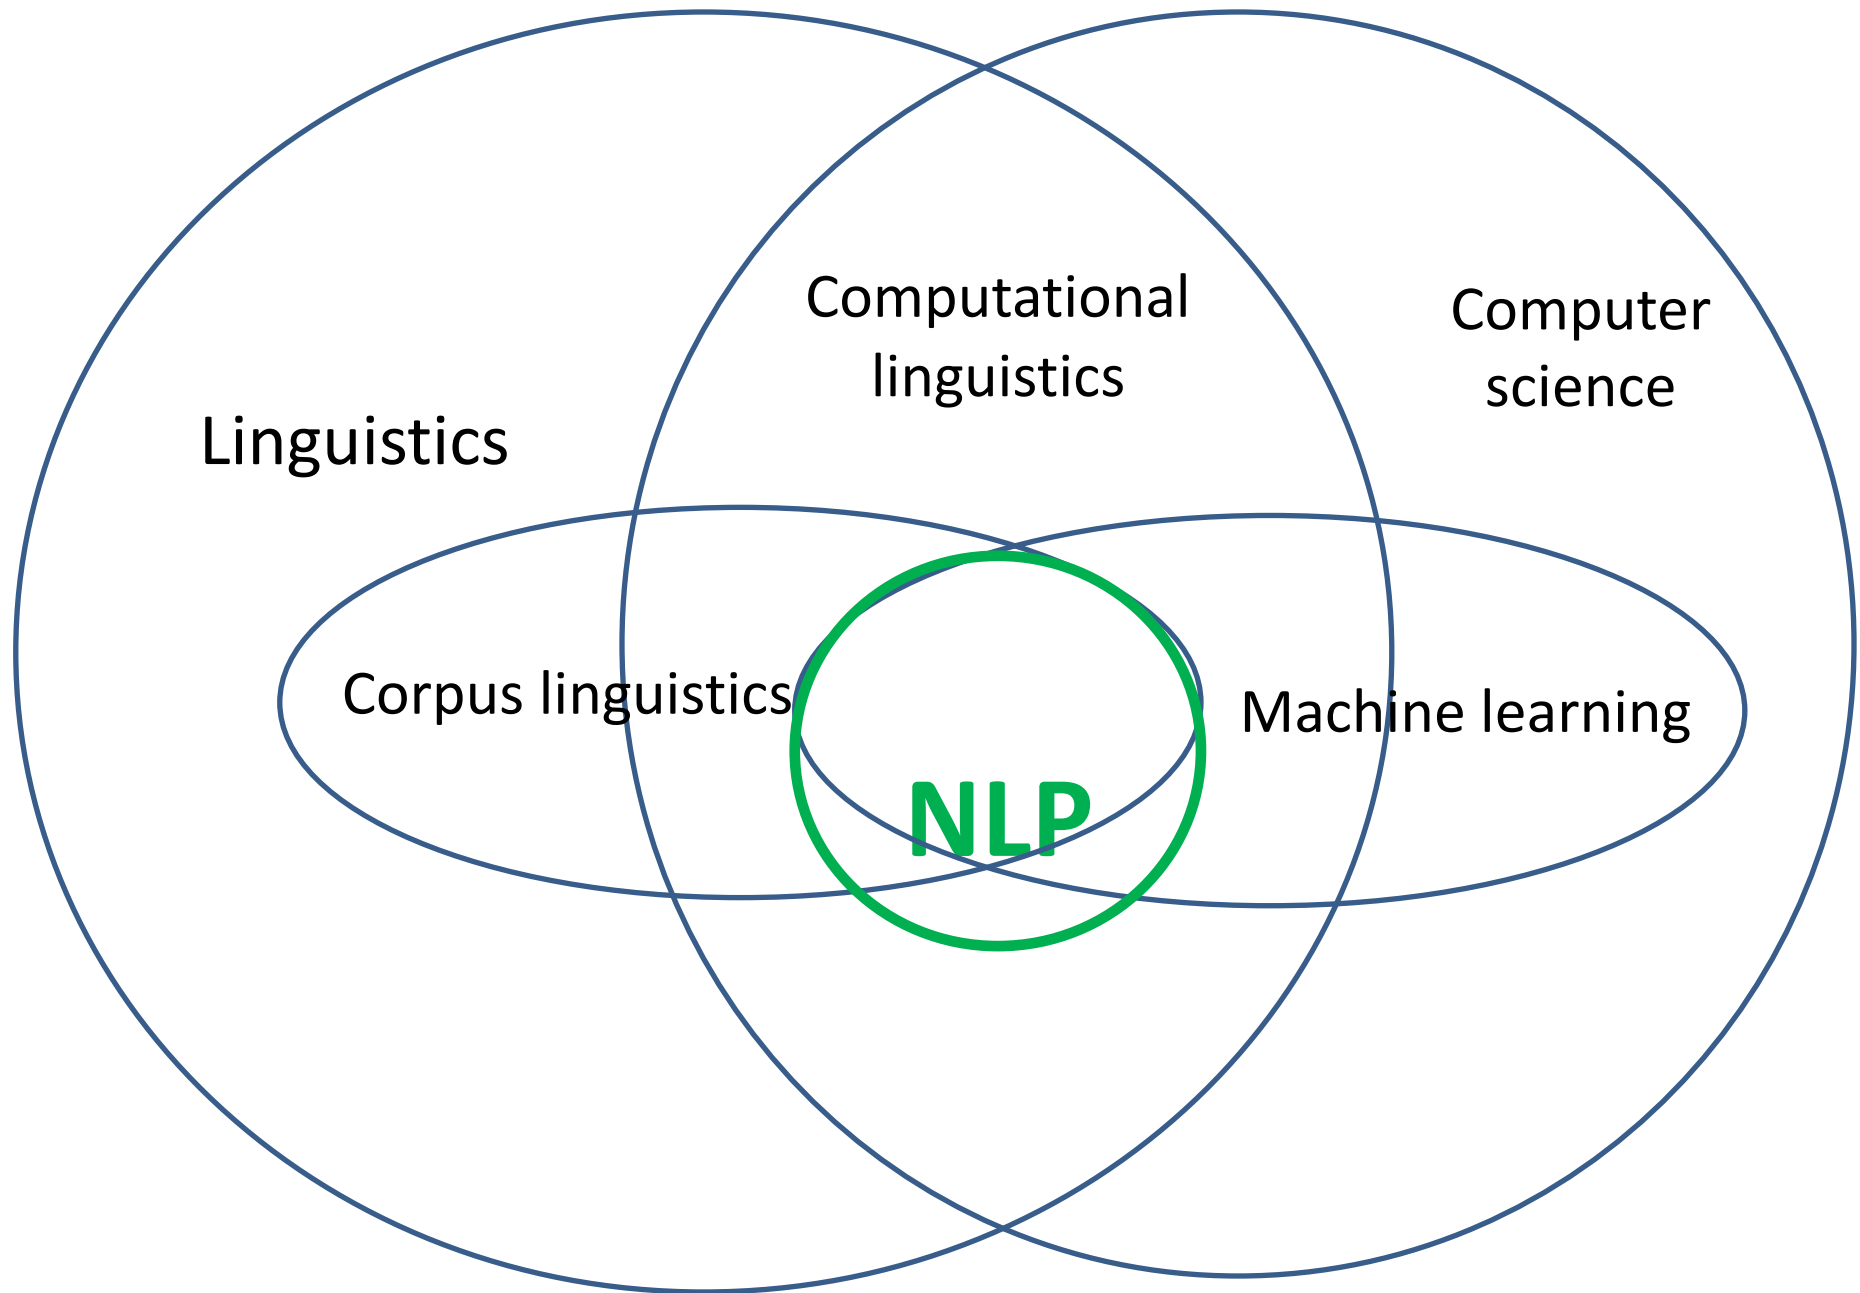 Computational
linguistics
Computer
science
Linguistics
Corpus linguistics
Machine learning
NLP